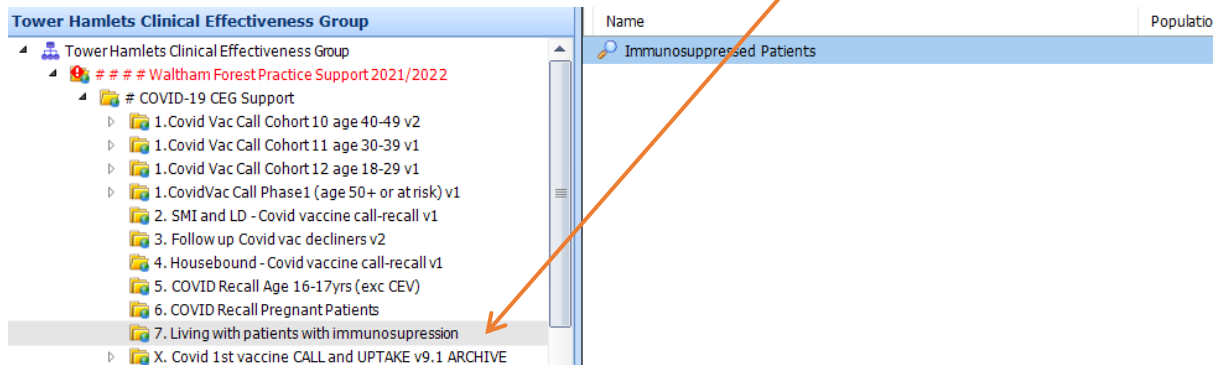 Tower Hamlets Clinical Effectiveness Group
Tower Hamlets Clinical Effectiveness Group
# # # # Waltham Forest Practice Support 2021/2022
# COVID-19 CEG Support
1.Covid Vac Call Cohort 10 age 40-49 v2
1.Covid Vac Call Cohort 11 age 30-39 v1
1.Covid Vac Call Cohort 12 age 18-29 v1
1.CovidVac Call Phase1 (age 50+ or at risk) v1
2. SMI and LD - Covid vaccine call-recall v1
3. Follow up Covid vac decliners v2
4. Housebound - Covid vaccine call-recall v1
5. COVID Recall Age 16-17yrs (exc CEV)
6. COVID Recall Pregnant Patients
7. Living with patients with immunosupression
X. Covid 1st vaccine CALL and UPTAKE v9.1 ARCHIVE
Name
Populatio
Immunosuppressed Patients